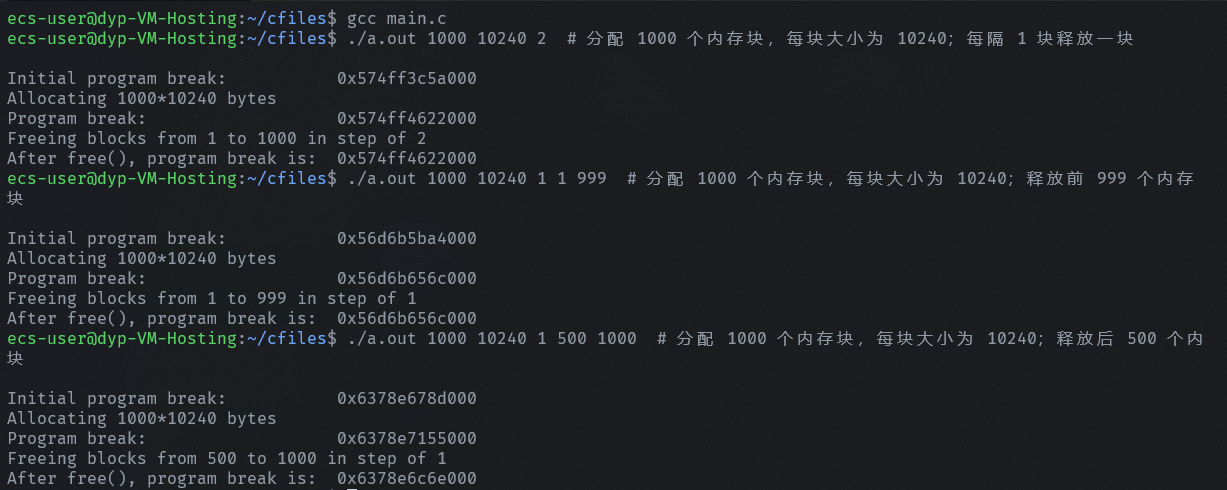 ecs-user@dyp-VM-Hosting:~/cfiles$ gcc main.c
ecs-user@dyp-VM-Hosting:~/cfiles$ ./a.out 1000 10240 2  # 分配 1000 个内存块，每块大小为 10240；每隔 1 块释放一块
Initial program break:           0x574ff3c5a000
Allocating 1000*10240 bytes
Program break:                   0x574ff4622000
Freeing blocks from 1 to 1000 in step of 2
After free(), program break is:  0x574ff4622000
ecs-user@dyp-VM-Hosting:~/cfiles$ ./a.out 1000 10240 1 1 999  # 分配 1000 个内存块，每块大小为 10240；释放前 999 个内存
块
Initial program break:           0x56d6b5ba4000
Allocating 1000*10240 bytes
Program break:                   0x56d6b656c000
Freeing blocks from 1 to 999 in step of 1
After free(), program break is:  0x56d6b656c000
ecs-user@dyp-VM-Hosting:~/cfiles$ ./a.out 1000 10240 1 500 1000  # 分配 1000 个内存块，每块大小为 10240；释放后 500 个内
块
Initial program break:           0x6378e678d000
Allocating 1000*10240 bytes
Program break:                   0x6378e7155000
Freeing blocks from 500 to 1000 in step of 1
After free(), program break is:  0x6378e6c6e000